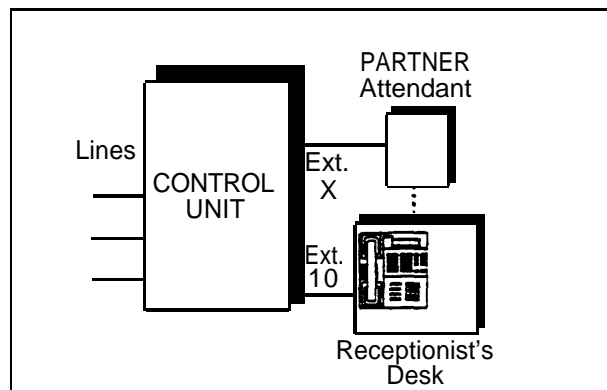 PARTNER
Attendant
Lines
CONTROL
UNIT
Ext.
X
Ext.
10
Receptionist's
Desk